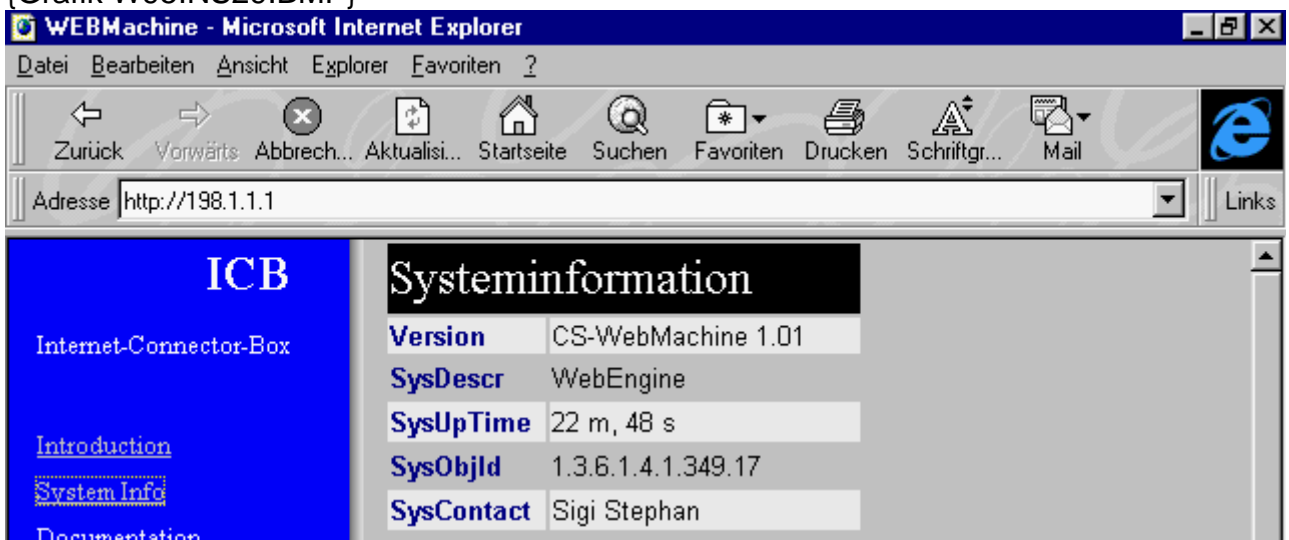 WEBMachine - Microsoft Internet Explorer
Datei Bearbeiten Ansicht Explorer Favoriten ?
Zurück Vorwärts Abbrech... Aktualisi... Startseite Suchen Favoriten Drucken Schriftgr... Mail
Adresse http://198.1.1.1 Links
ICB
Internet-Connector-Box
Introduction
System Info
Documentation
Systeminformation
Version CS-WebMachine 1.01
SysDescr WebEngine
SysUpTime 22 m, 48 s
SysObjId 1.3.6.1.4.1.349.17
SysContact Sigi Stephan